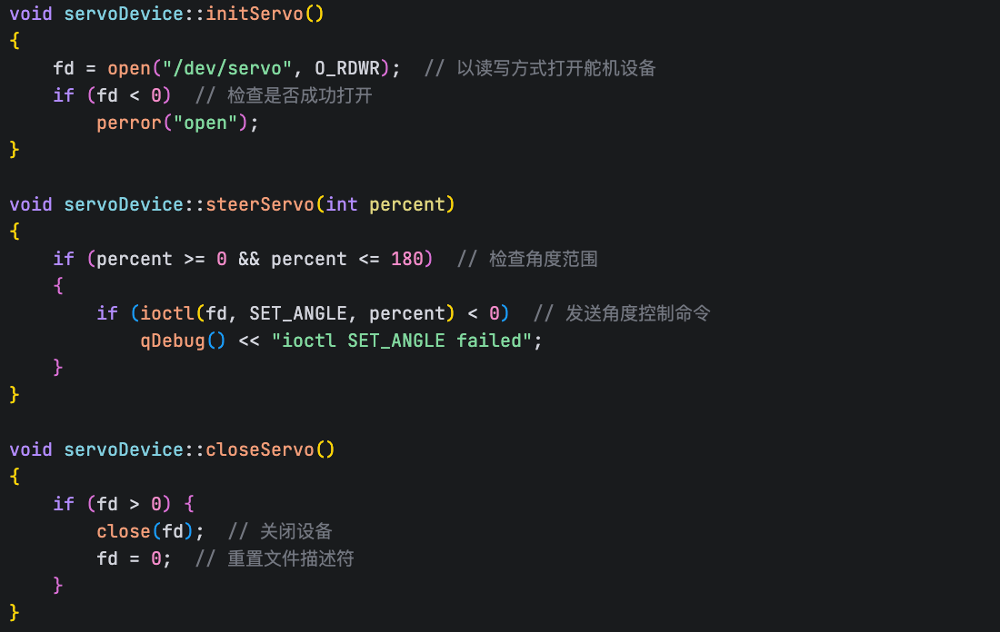 void servoDevice::initServo()
{
    fd = open("/dev/servo", O_RDWR);  // 以读写方式打开舵机设备
    if (fd < 0)  // 检查是否成功打开
        perror("open");
}

void servoDevice::steerServo(int percent)
{
    if (percent >= 0 && percent <= 180)  // 检查角度范围
    {
        if (ioctl(fd, SET_ANGLE, percent) < 0)  // 发送角度控制命令
            qDebug() << "ioctl SET_ANGLE failed";
    }
}

void servoDevice::closeServo()
{
    if (fd > 0) {
        close(fd);  // 关闭设备
        fd = 0;  // 重置文件描述符
    }
}